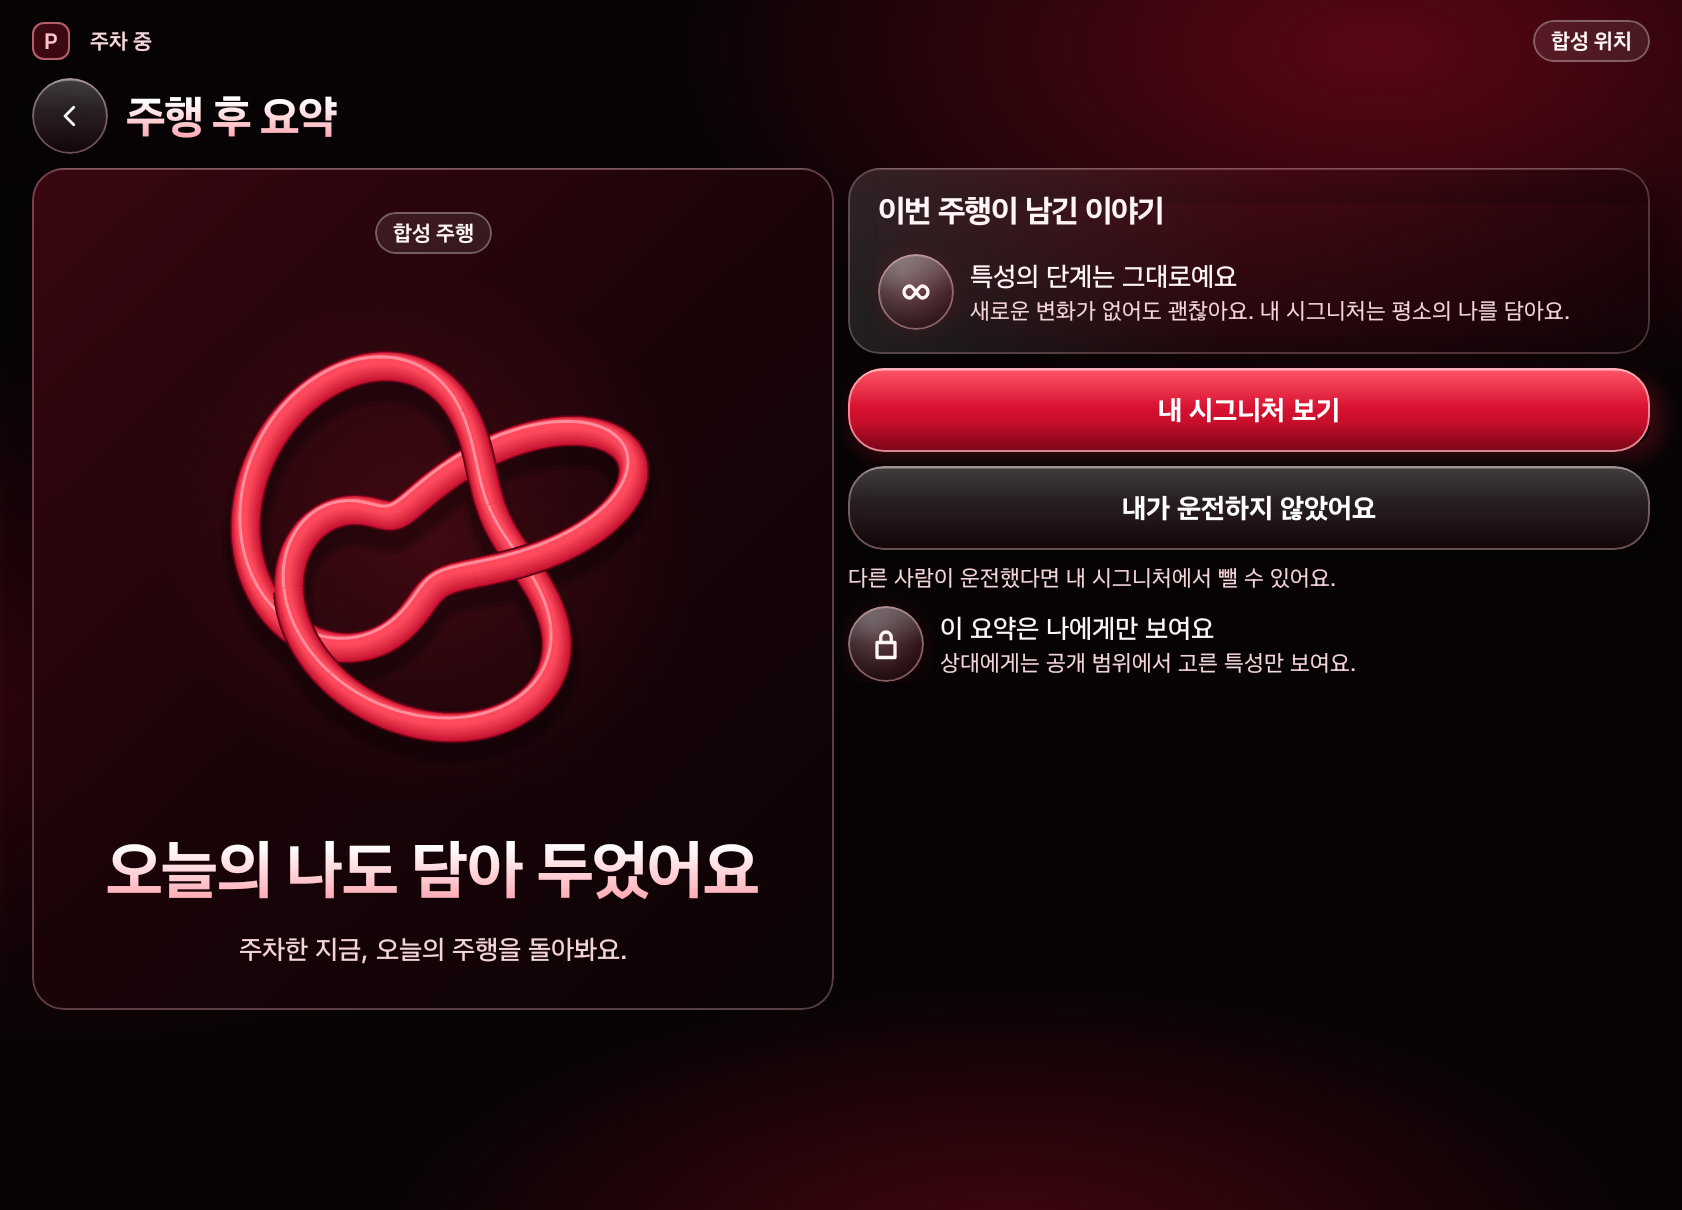 P 주차 중
합성 위치
주행 후 요약
합성 주행
오늘의 나도 담아 두었어요
주차한 지금, 오늘의 주행을 돌아봐요.
이번 주행이 남긴 이야기
특성의 단계는 그대로예요
새로운 변화가 없어도 괜찮아요. 내 시그니처는 평소의 나를 담아요.
내 시그니처 보기
내가 운전하지 않았어요
다른 사람이 운전했다면 내 시그니처에서 뺄 수 있어요.
이 요약은 나에게만 보여요
상대에게는 공개 범위에서 고른 특성만 보여요.